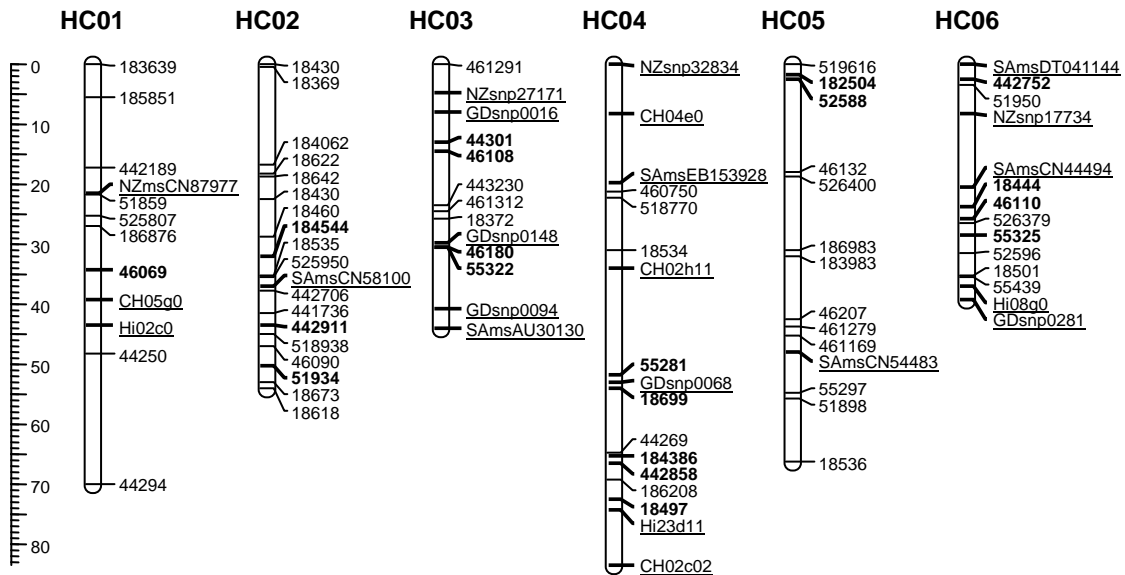 HC01
HC02
HC03
HC04
HC05
HC06
0
10
20
30
40
50
60
70
80
183639
185851
442189
NZmsCN87977
51859
525807
186876
46069
CH05g0
Hi02c0
44250
44294
18430
18369
184062
18622
18642
18430
18460
184544
18535
525950
SAmsCN58100
442706
441736
442911
518938
46090
51934
18673
18618
461291
NZsnp27171
GDsnp0016
44301
46108
443230
461312
18372
GDsnp0148
46180
55322
GDsnp0094
SAmsAU30130
NZsnp32834
CH04e0
SAmsEB153928
460750
518770
18534
CH02h11
55281
GDsnp0068
18699
44269
184386
442858
186208
18497
Hi23d11
CH02c02
519616
182504
52588
46132
526400
186983
183983
46207
461279
461169
SAmsCN54483
55297
51898
18536
SAmsDT041144
442752
51950
NZsnp17734
SAmsCN44494
18444
46110
526379
55325
52596
18501
55439
Hi08g0
GDsnp0281